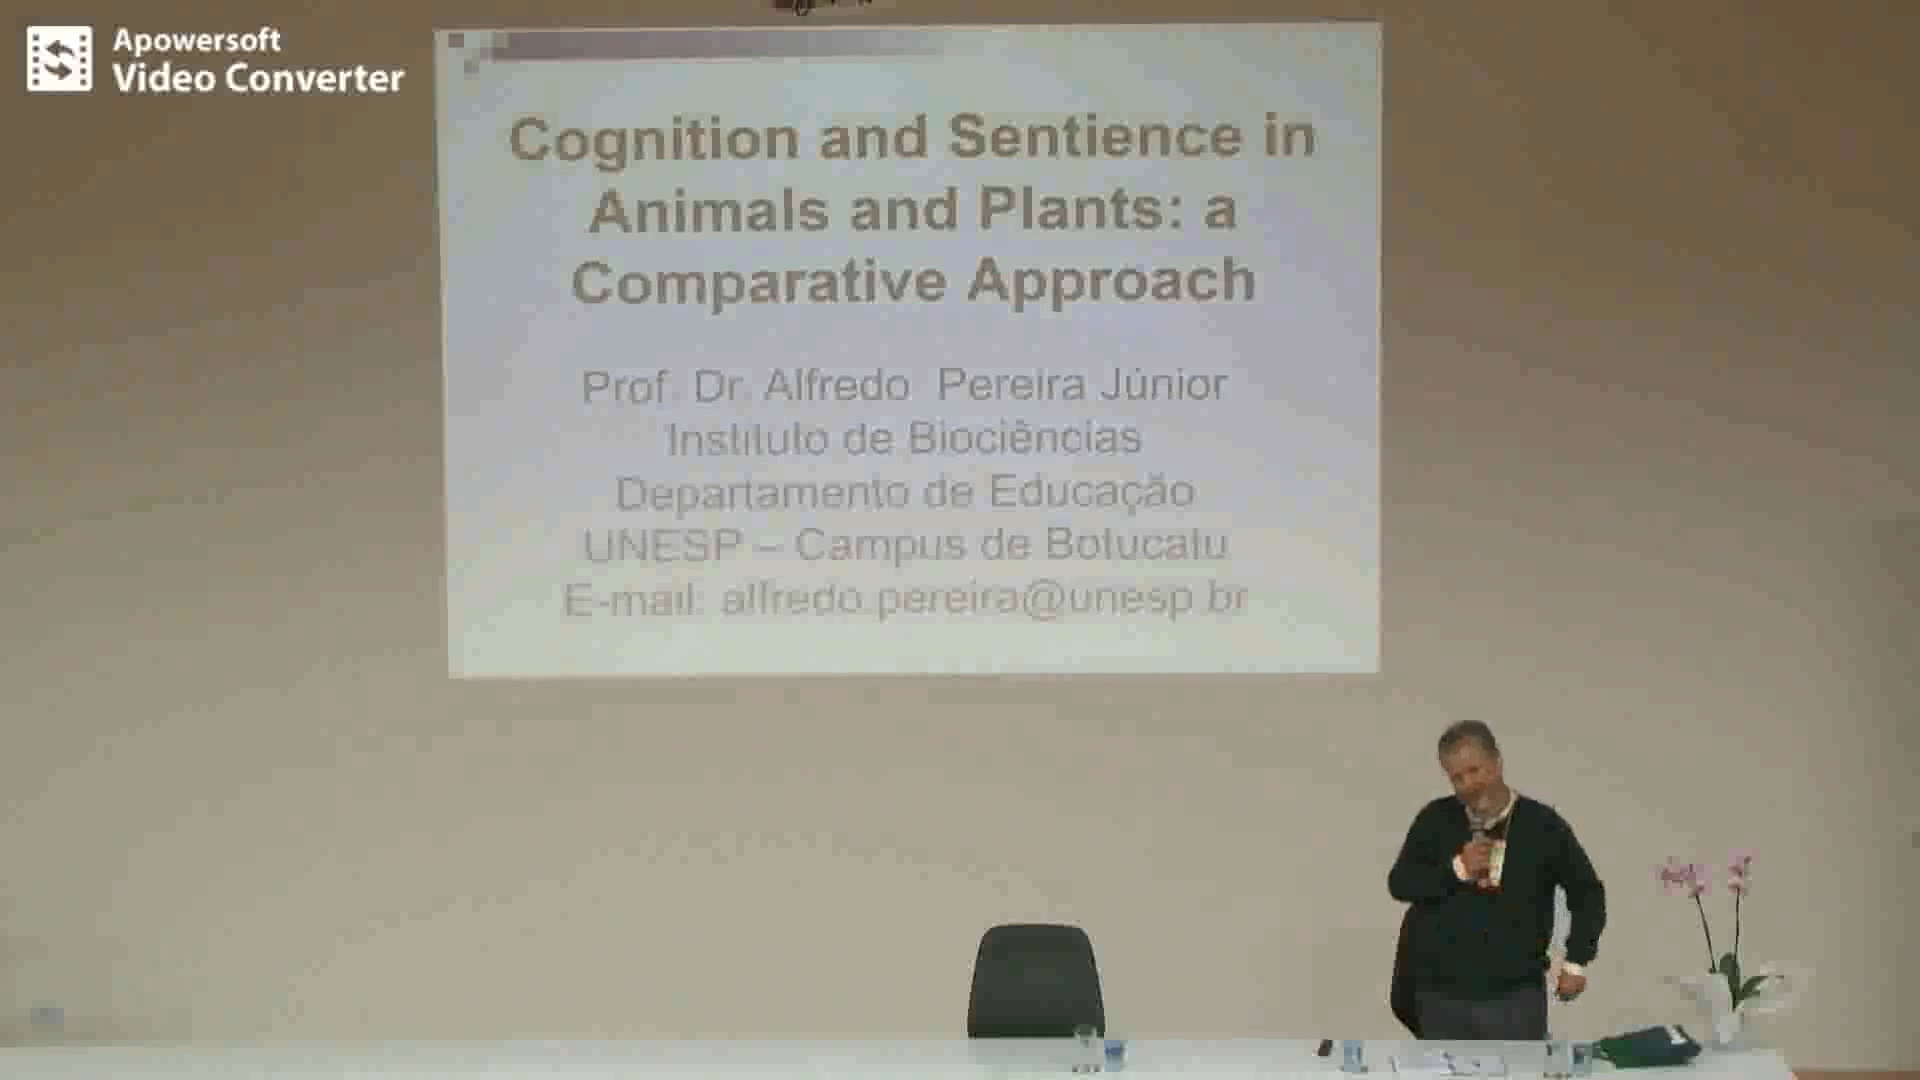 Apowersoft
Video Converter
Cognition and Sentience in
Animals and Plants: a
Comparative Approach
Prof. Dr. Alfredo Pereira Júnior
Instituto de Biociências
Departamento de Educação
UNESP – Campus de Botucatu
E-mail: alfredo.pereira@unesp.br